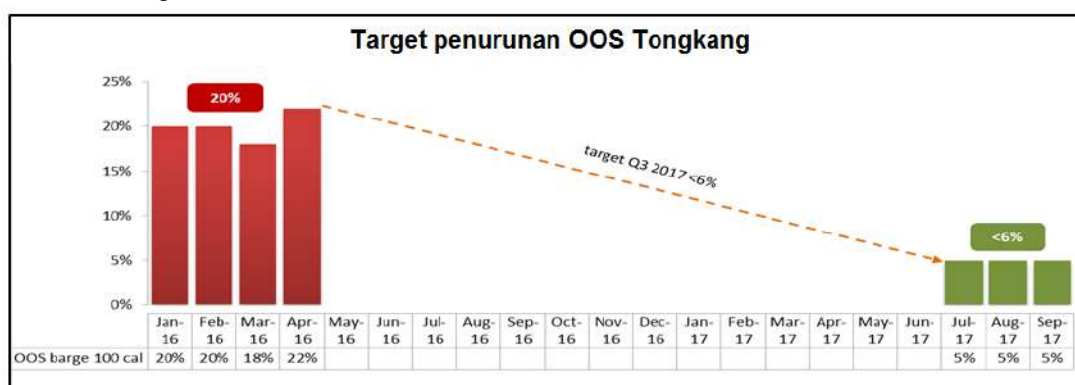 Target penurunan OOS Tongkang
25%
20%
20%
15%
10%
5%
0%
target Q3 2017 <6%
<6%
Jan-16 Feb-16 Mar-16 Apr-16 May-16 Jun-16 Jul-16 Aug-16 Sep-16 Oct-16 Nov-16 Dec-16 Jan-17 Feb-17 Mar-17 Apr-17 May-17 Jun-17 Jul-17 Aug-17 Sep-17
OOS barge 100 cal 20% 20% 18% 22% 5% 5% 5%